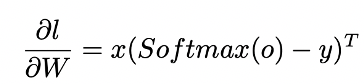 ∂l/∂W = x(Softmax(o) − y)^T